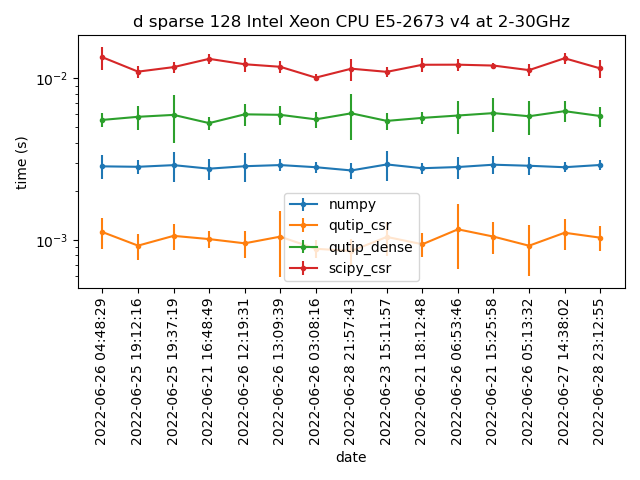 d sparse 128 Intel Xeon CPU E5-2673 v4 at 2-30GHz
time (s)
10⁻²
10⁻³
numpy
qutip_csr
qutip_dense
scipy_csr
2022-06-26 04:48:29
2022-06-25 19:12:16
2022-06-25 19:37:19
2022-06-21 16:48:49
2022-06-26 12:19:31
2022-06-26 13:09:39
2022-06-26 03:08:16
2022-06-28 21:57:43
2022-06-23 15:11:57
2022-06-21 18:12:48
2022-06-26 06:53:46
2022-06-21 15:25:58
2022-06-26 05:13:32
2022-06-27 14:38:02
2022-06-28 23:12:55
date